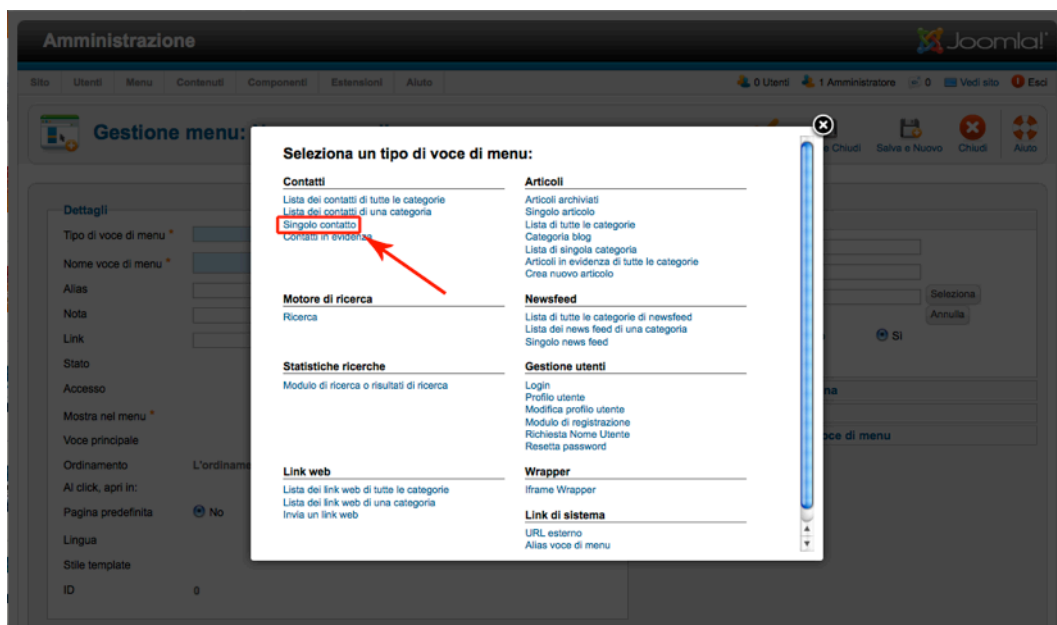 Amministrazione
Joomla!
Sito Utenti Menu Contenuti Componenti Estensioni Aiuto
0 Utenti 1 Amministratore 0 Vedi sito Esci
Gestione menu:
e Chiudi Salva e Nuovo Chiudi Aiuto
Seleziona un tipo di voce di menu:
Contatti
Lista dei contatti di tutte le categorie
Lista dei contatti di una categoria
Singolo contatto
Contatti in evidenza
Articoli
Articoli archiviati
Singolo articolo
Lista di tutte le categorie
Categoria blog
Lista di singola categoria
Articoli in evidenza di tutte le categorie
Crea nuovo articolo
Motore di ricerca
Ricerca
Newsfeed
Lista di tutte le categorie di newsfeed
Lista dei news feed di una categoria
Singolo news feed
Statistiche ricerche
Modulo di ricerca o risultati di ricerca
Gestione utenti
Login
Profilo utente
Modifica profilo utente
Modulo di registrazione
Richiesta Nome Utente
Resetta password
Link web
Lista dei link web di tutte le categorie
Lista dei link web di una categoria
Invia un link web
Wrapper
Iframe Wrapper
Link di sistema
URL esterno
Alias voce di menu
Dettagli
Tipo di voce di menu *
Nome voce di menu *
Alias
Nota
Link
Stato
Accesso
Mostra nel menu *
Voce principale
Ordinamento L'ordiname
Al click, apri in:
Pagina predefinita No
Lingua
Stile template
ID 0
Seleziona
Annulla
Sì
na
oce di menu